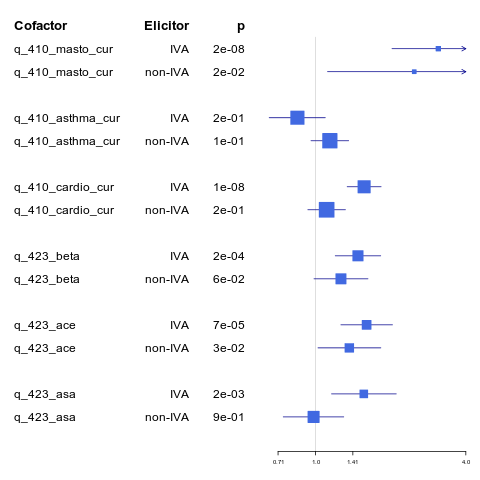 Cofactor Elicitor p
q_410_masto_cur IVA 2e-08
q_410_masto_cur non-IVA 2e-02
q_410_asthma_cur IVA 2e-01
q_410_asthma_cur non-IVA 1e-01
q_410_cardio_cur IVA 1e-08
q_410_cardio_cur non-IVA 2e-01
q_423_beta IVA 2e-04
q_423_beta non-IVA 6e-02
q_423_ace IVA 7e-05
q_423_ace non-IVA 3e-02
q_423_asa IVA 2e-03
q_423_asa non-IVA 9e-01
0.71 1.0 1.41 4.0